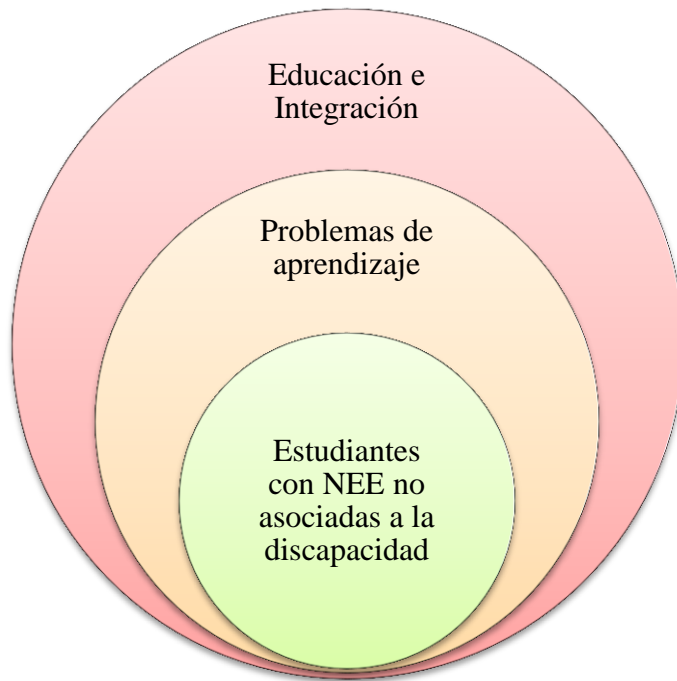 Educación e
Integración
Problemas de
aprendizaje
Estudiantes
con NEE no
asociadas a la
discapacidad